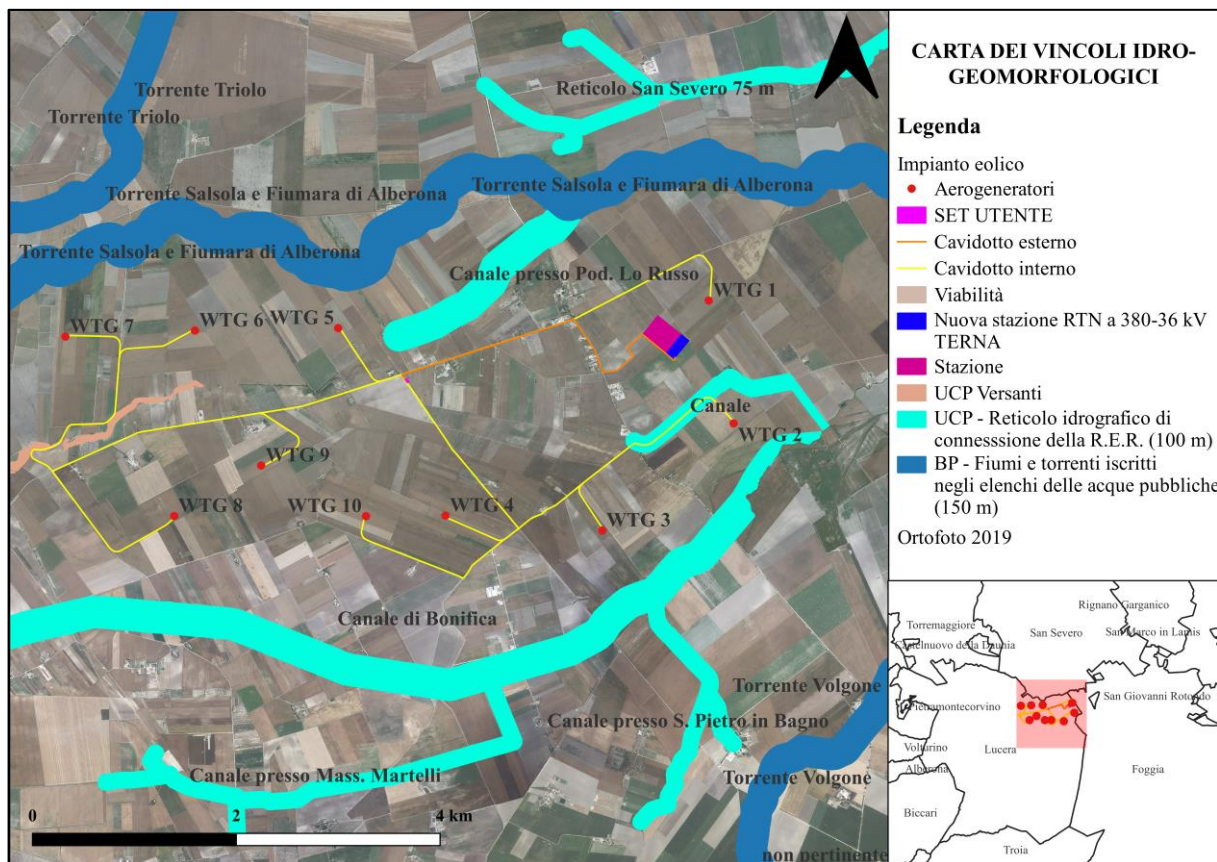 Torrente Triolo
Torrente Triolo
Reticolo San Severo 75 m
Torrente Salsola e Fiumara di Alberona
Torrente Salsola e Fiumara di Alberona
Torrente Salsola e Fiumara di Alberona
Canale presso Pod. Lo Russo
WTG 1
WTG 7
WTG 6
WTG 5
Canale
WTG 2
WTG 9
WTG 8
WTG 10
WTG 4
WTG 3
Canale di Bonifica
Torrente Volgone
Canale presso S. Pietro in Bagno
Canale presso Mass. Martelli
Torrente Volgone
0 2 4 km
non pertinente
CARTA DEI VINCOLI IDRO-
GEOMORFOLOGICI
Legenda
Impianto eolico
Aerogeneratori
SET UTENTE
Cavidotto esterno
Cavidotto interno
Viabilità
Nuova stazione RTN a 380-36 kV
TERNA
Stazione
UCP Versanti
UCP - Reticolo idrografico di
connesssione della R.E.R. (100 m)
BP - Fiumi e torrenti iscritti
negli elenchi delle acque pubbliche
(150 m)
Ortofoto 2019
Rignano Garganico
Torremaggiore
San Severo
San Marco in Lamis
Castelnuovo della Daunia
San Giovanni Rotondo
Pietramontecorvino
Volturino
Lucera
Alberona
Foggia
Biccari
Troia